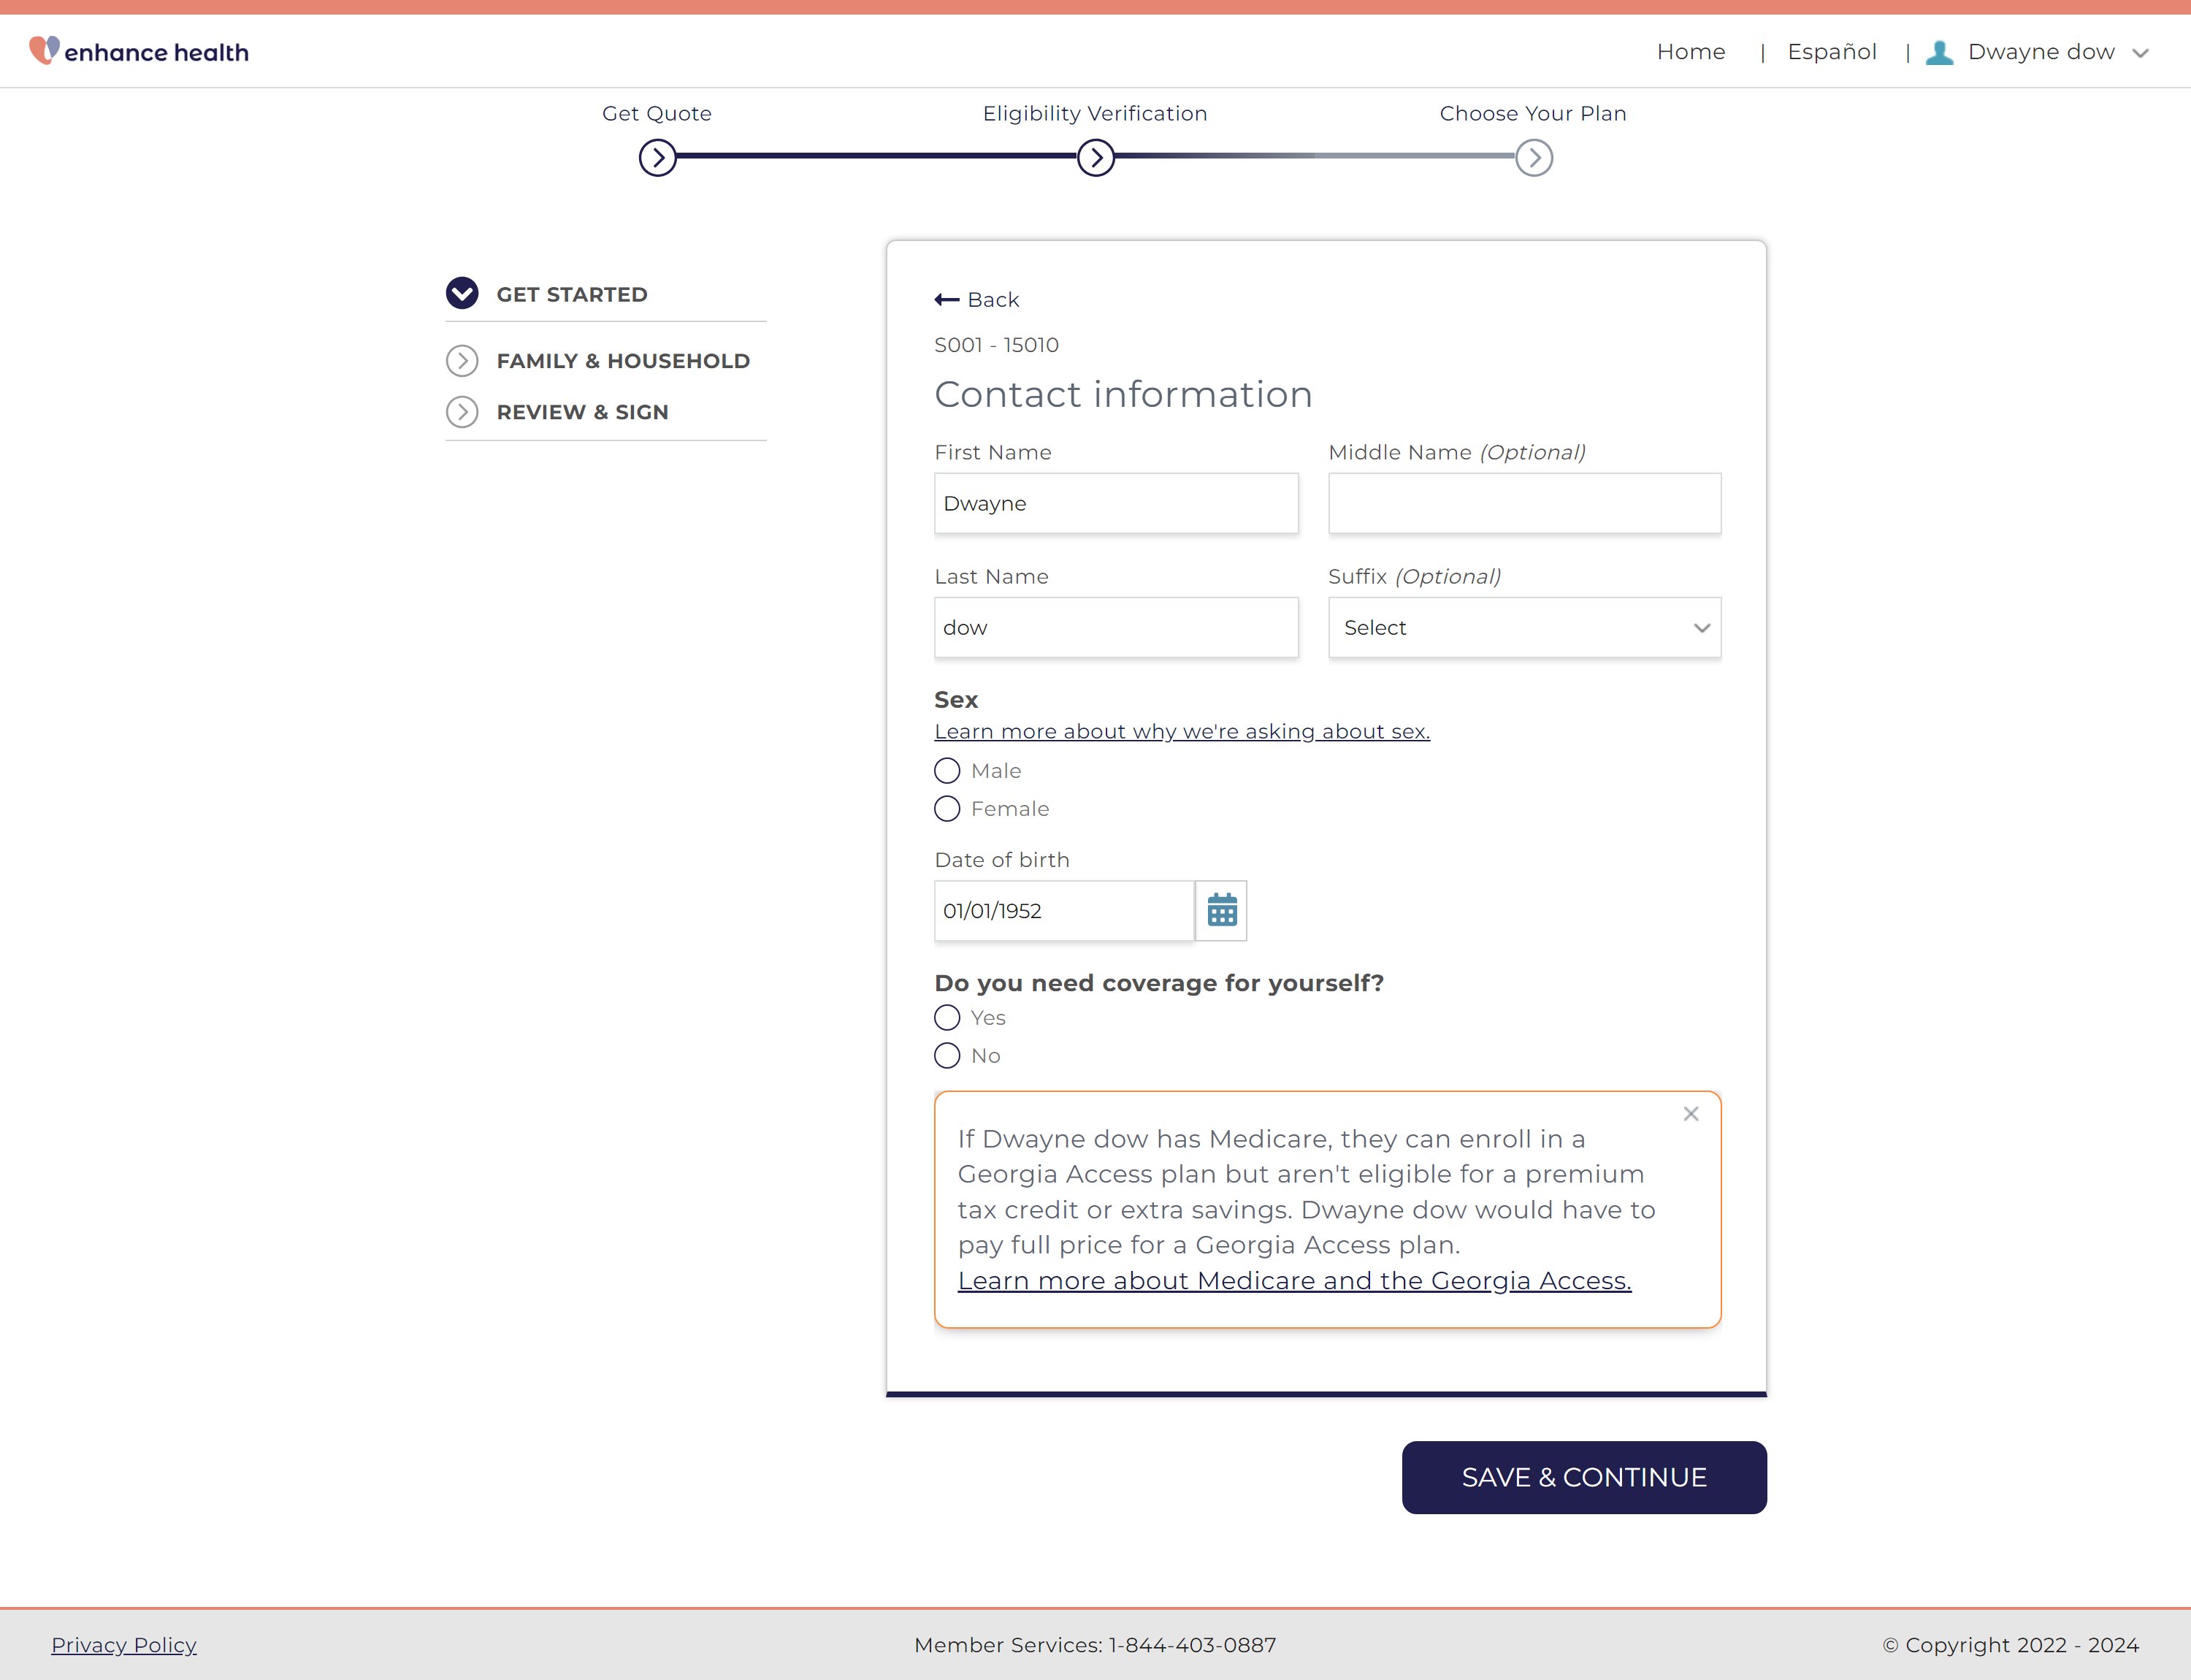 enhance health
Home | Español | Dwayne dow
Get Quote
Eligibility Verification
Choose Your Plan
GET STARTED
FAMILY & HOUSEHOLD
REVIEW & SIGN
Back
S001 - 15010
Contact information
First Name
Middle Name (Optional)
Dwayne
Last Name
Suffix (Optional)
dow
Select
Sex
Learn more about why we're asking about sex.
Male
Female
Date of birth
01/01/1952
Do you need coverage for yourself?
Yes
No
If Dwayne dow has Medicare, they can enroll in a
Georgia Access plan but aren't eligible for a premium
tax credit or extra savings. Dwayne dow would have to
pay full price for a Georgia Access plan.
Learn more about Medicare and the Georgia Access.
SAVE & CONTINUE
Privacy Policy
Member Services: 1-844-403-0887
© Copyright 2022 - 2024